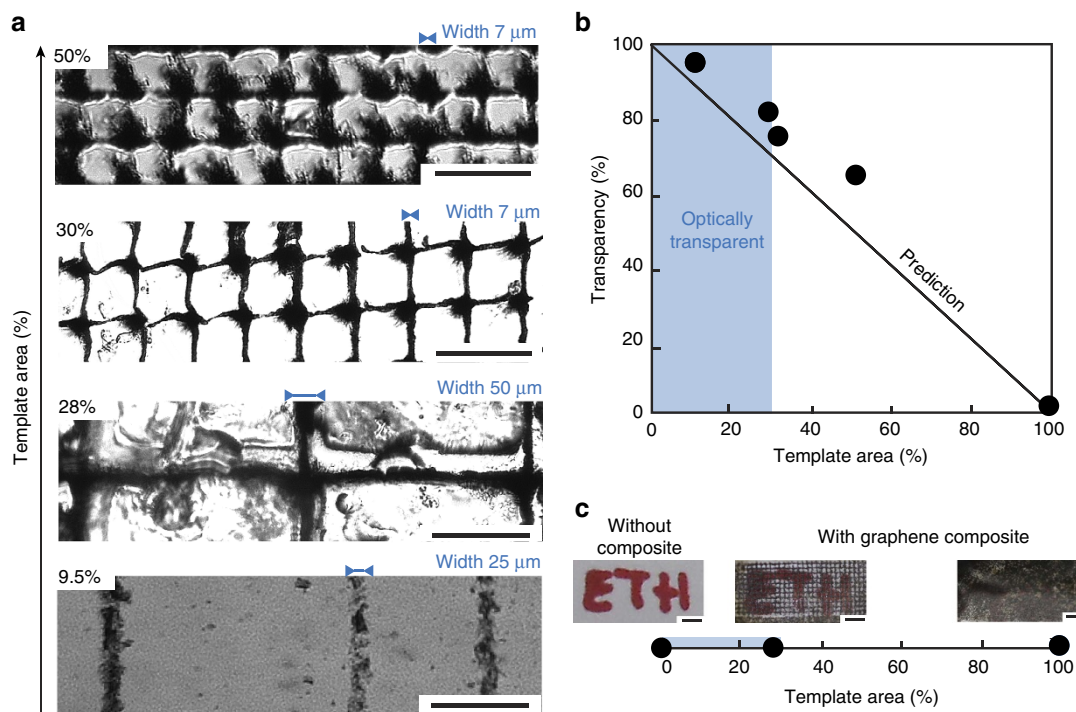 a
Width 7 μm
50%
Width 7 μm
30%
Width 50 μm
28%
Width 25 μm
9.5%
Template area (%)
b
100
80
60
40
20
0
Transparency (%)
Optically
transparent
Prediction
0 20 40 60 80 100
Template area (%)
c
Without
composite
With graphene composite
ETH
ETH
0 20 40 60 80 100
Template area (%)